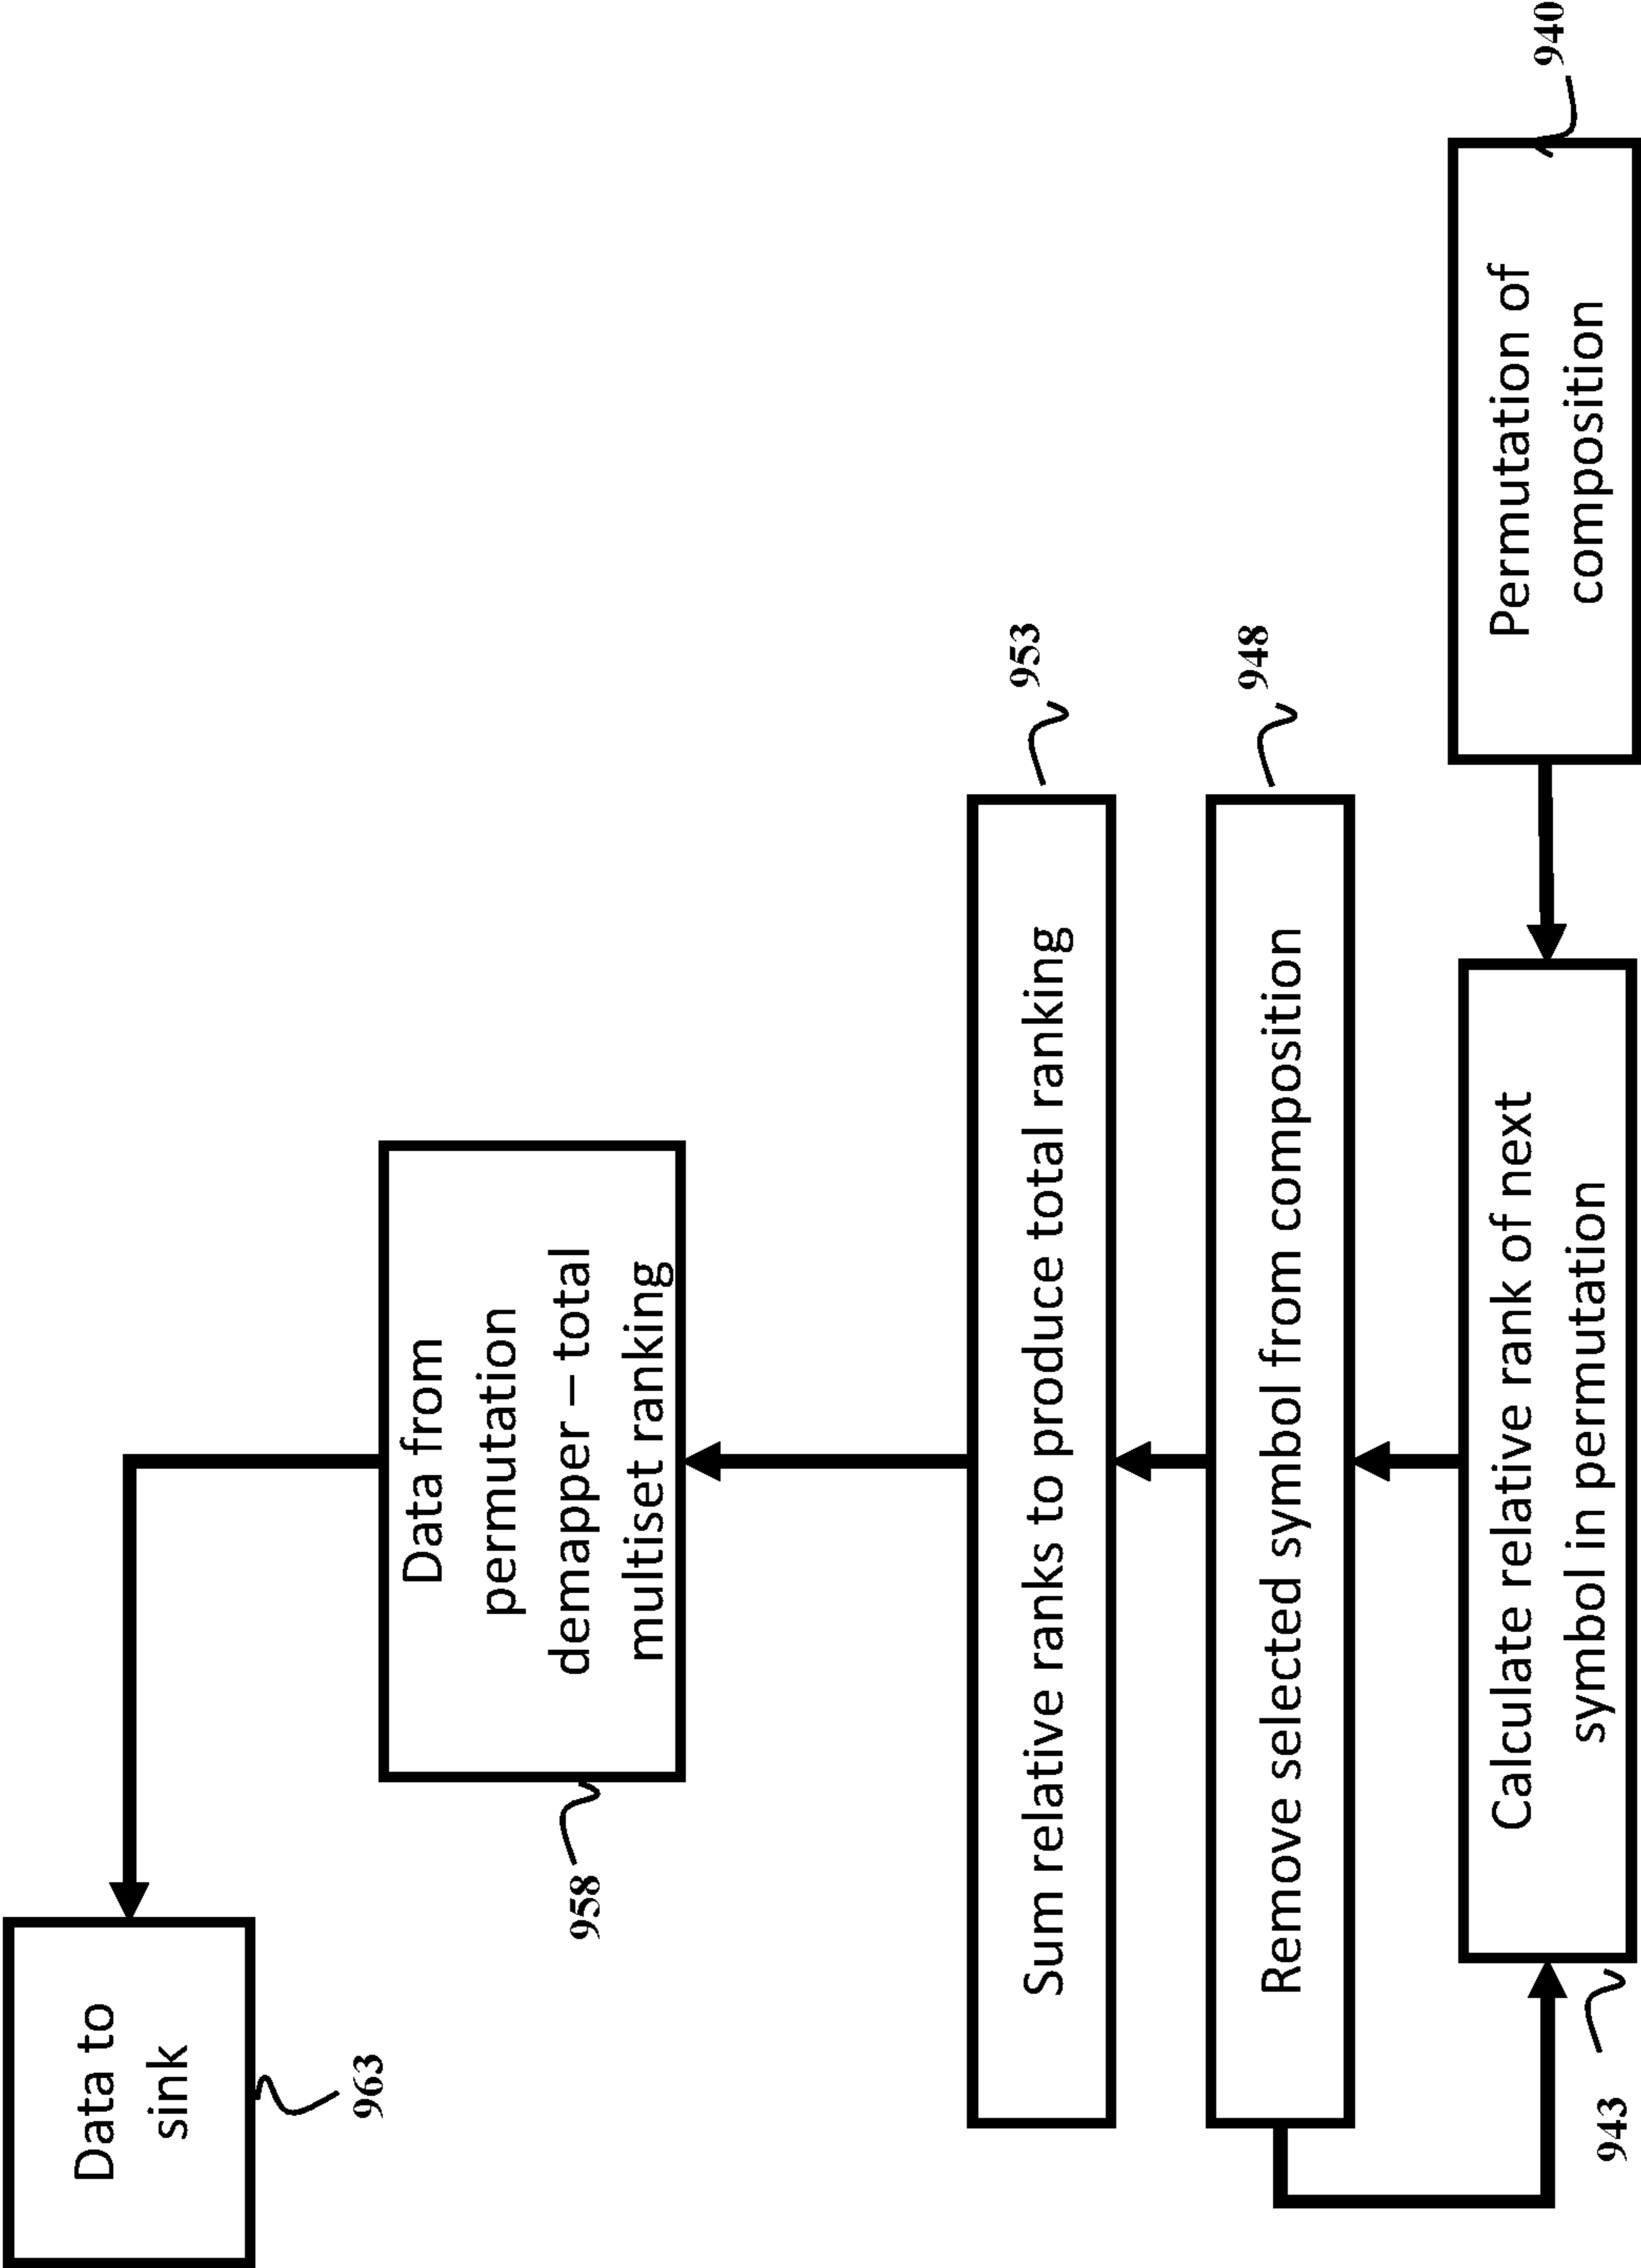 Data to
sink
963
Data from
permutation
demapper – total
multiset ranking
958
Sum relative ranks to produce total ranking
953
Remove selected symbol from composition
948
Calculate relative rank of next
symbol in permutation
943
Permutation of
composition
940